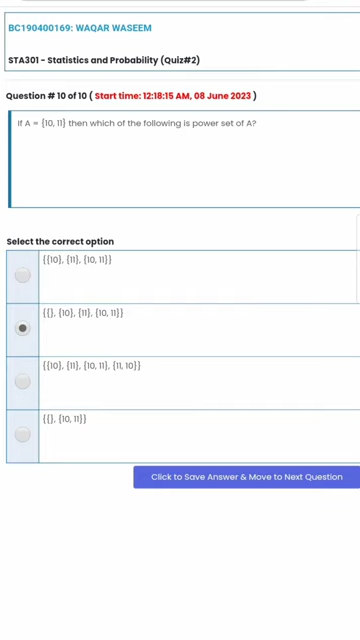 BC190400169: WAQAR WASEEM
STA301 - Statistics and Probability (Quiz#2)
Question # 10 of 10 ( Start time: 12:18:15 AM, 08 June 2023 )
If A = {10, 11} then which of the following is power set of A?
Select the correct option
{{10}, {11}, {10, 11}}
{{}, {10}, {11}, {10, 11}}
{{10}, {11}, {10, 11}, {11, 10}}
{{}, {10, 11}}
Click to Save Answer & Move to Next Question